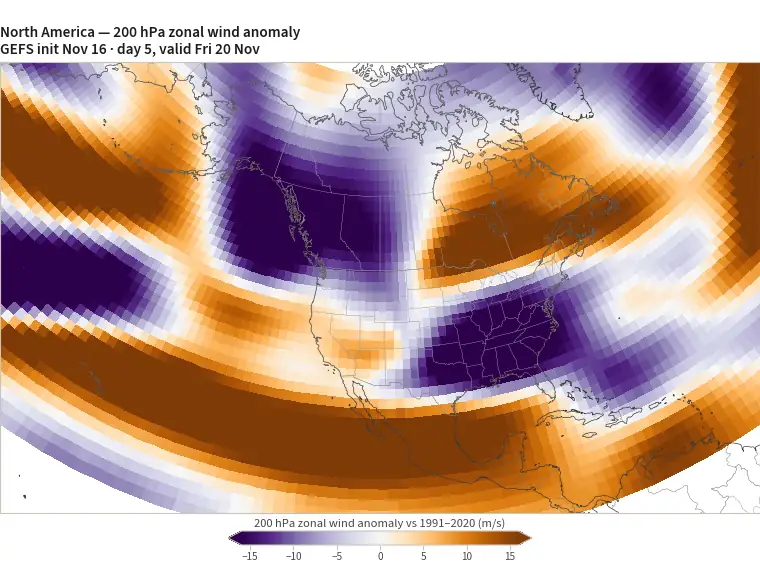 North America — 200 hPa zonal wind anomaly
GEFS init Nov 16 · day 5, valid Fri 20 Nov
200 hPa zonal wind anomaly vs 1991–2020 (m/s)
−15 −10 −5 0 5 10 15